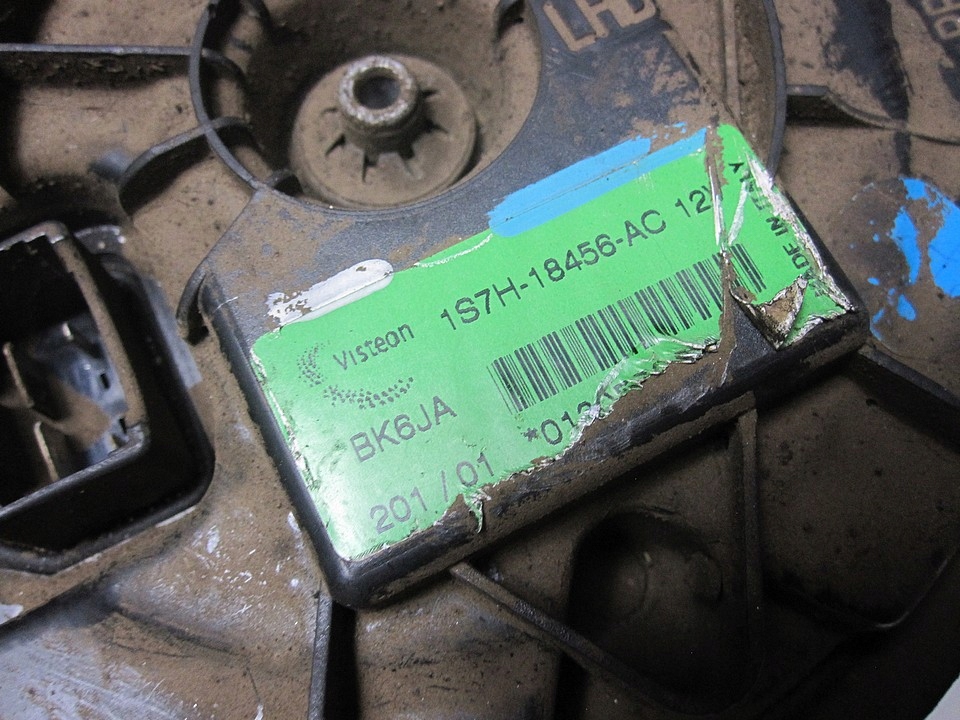 LHD
1S7H-18456-AC 12V
Visteon
BK6JA
201 / 01